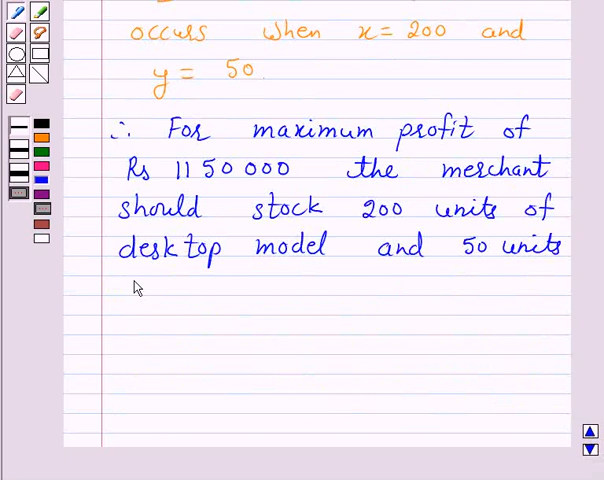 occurs when x = 200 and
y = 50.
∴ For maximum profit of
Rs 1150000 the merchant
should stock 200 units of
desktop model and 50 units